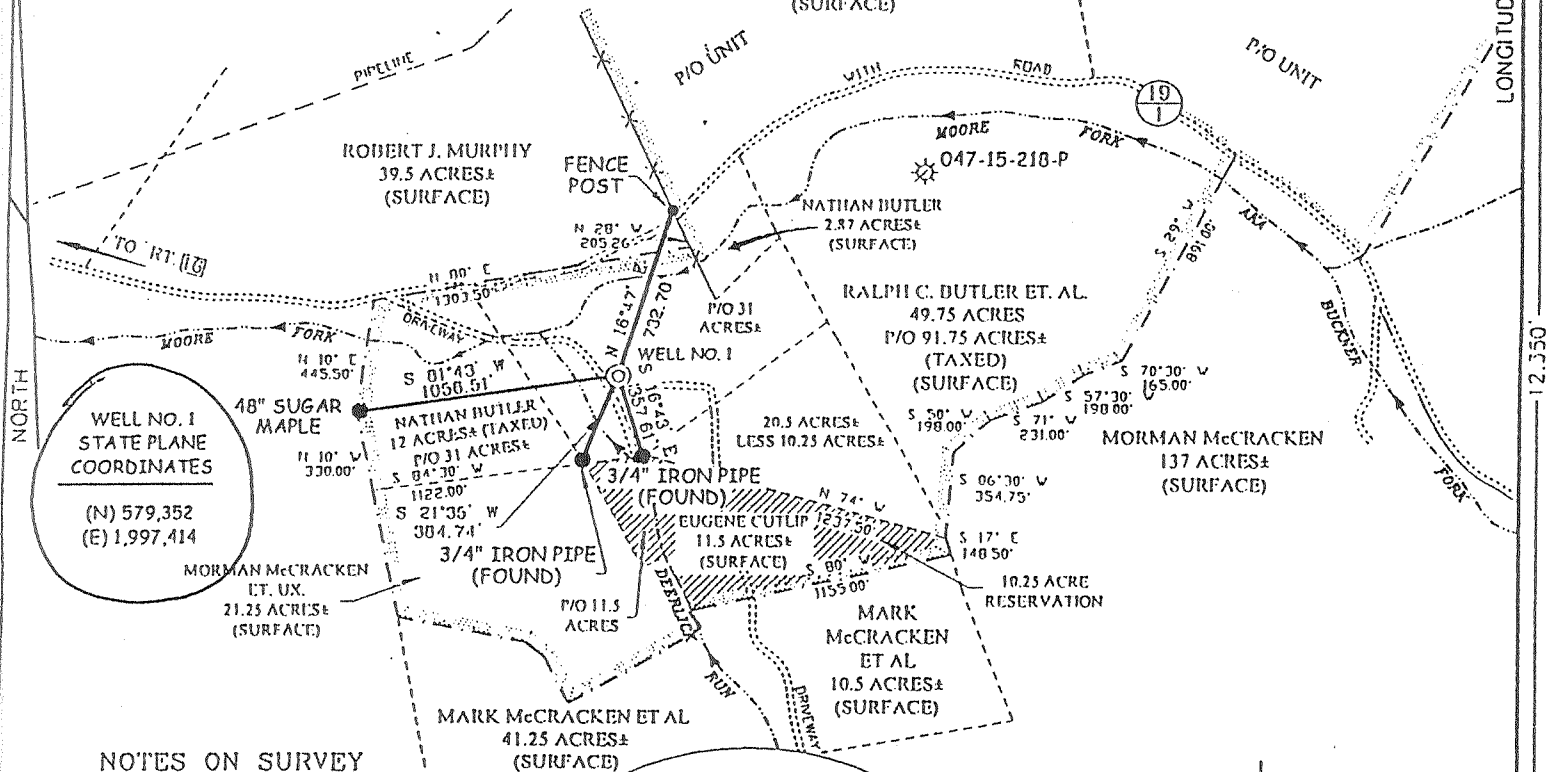 (SURFACE)
LONGITUD
P/O UNIT
P/O UNIT
PIPELINE
WITH
ROAD
19
1
MOORE
FORK
047-15-218-P
ROBERT J. MURPHY
39.5 ACRES±
(SURFACE)
FENCE
POST
NATHAN BUTLER
2.87 ACRES±
(SURFACE)
N 28° W
205.26'
AKA
S 29° W
891.00'
TO RT. 16
N 80° E
1303.50'
N 16°47' E
732.70'
P/O 31
ACRES±
RALPH C. BUTLER ET. AL.
49.75 ACRES
P/O 91.75 ACRES±
(TAXED)
(SURFACE)
BUCKER
FORK
12,350'
DRIVEWAY
MOORE
FORK
WELL NO. 1
N 10° E
445.50'
S 81°43' W
1058.51'
S 16°43' E
357.61'
S 70°30' W
165.00'
S 57°30' W
198.00'
S 71° W
231.00'
S 50° W
198.00'
NORTH
WELL NO. 1
STATE PLANE
COORDINATES
(N) 579,352
(E) 1,997,414
48" SUGAR
MAPLE
NATHAN BUTLER
12 ACRES± (TAXED)
P/O 31 ACRES±
20.5 ACRES±
LESS 10.25 ACRES±
MORMAN McCRACKEN
137 ACRES±
(SURFACE)
N 10° W
330.00'
S 84°30' W
1122.00'
3/4" IRON PIPE
(FOUND)
S 06°30' W
354.75'
S 21°35' W
384.74'
N 74° W
1237.50'
EUGENE CUTLIP
11.5 ACRES±
(SURFACE)
S 17° E
148.50'
3/4" IRON PIPE
(FOUND)
S 80° W
1155.00'
MORMAN McCRACKEN
ET. UX.
21.25 ACRES±
(SURFACE)
P/O 11.5
ACRES
DEERLICK
RUN
10.25 ACRE
RESERVATION
MARK
McCRACKEN
ET AL
10.5 ACRES±
(SURFACE)
DRIVEWAY
MARK McCRACKEN ET AL
41.25 ACRES±
(SURFACE)
NOTES ON SURVEY